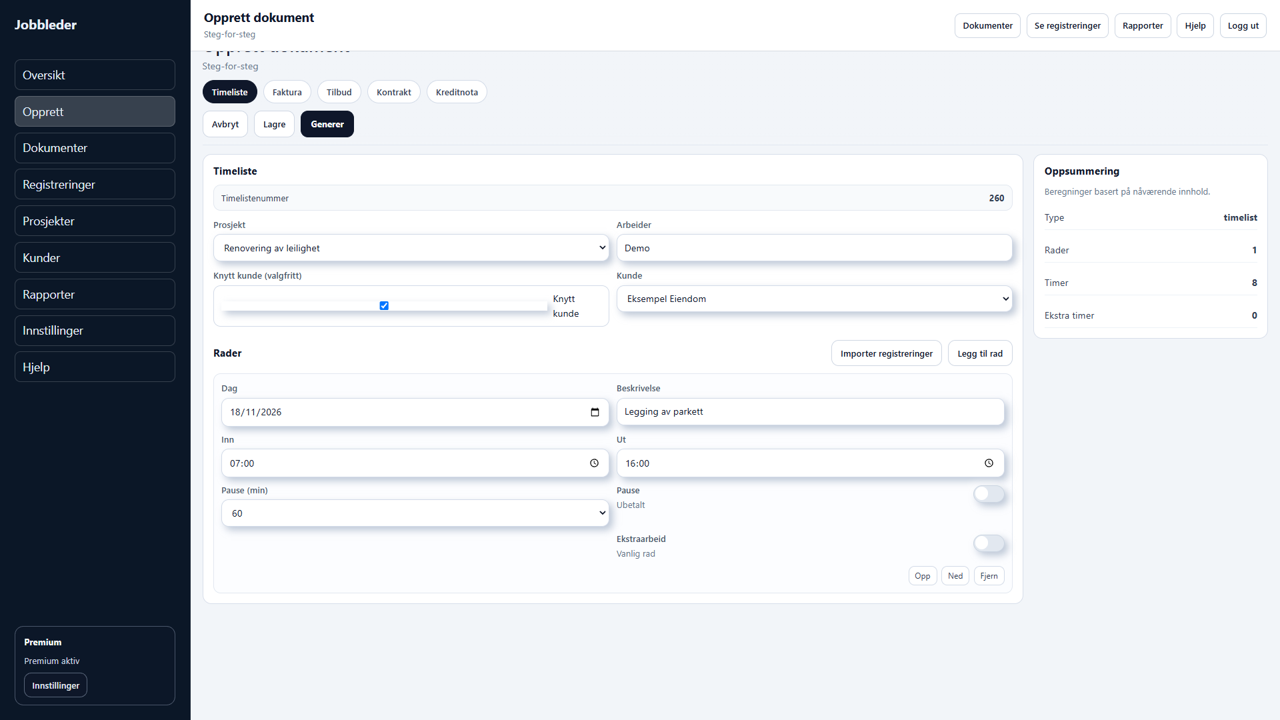 Jobbleder
Oversikt
Opprett
Dokumenter
Registreringer
Prosjekter
Kunder
Rapporter
Innstillinger
Hjelp
Premium
Premium aktiv
Innstillinger
Opprett dokument
Steg-for-steg
Dokumenter
Se registreringer
Rapporter
Hjelp
Logg ut
Opprett dokument
Steg-for-steg
Timeliste
Faktura
Tilbud
Kontrakt
Kreditnota
Avbryt
Lagre
Generer
Timeliste
Timelistenummer
260
Prosjekt
Renovering av leilighet
Arbeider
Demo
Knytt kunde (valgfritt)
Knytt
kunde
Kunde
Eksempel Eiendom
Rader
Importer registreringer
Legg til rad
Dag
18/11/2026
Beskrivelse
Legging av parkett
Inn
07:00
Ut
16:00
Pause (min)
60
Pause
Ubetalt
Ekstraarbeid
Vanlig rad
Opp
Ned
Fjern
Oppsummering
Beregninger basert på nåværende innhold.
Type
timelist
Rader
1
Timer
8
Ekstra timer
0